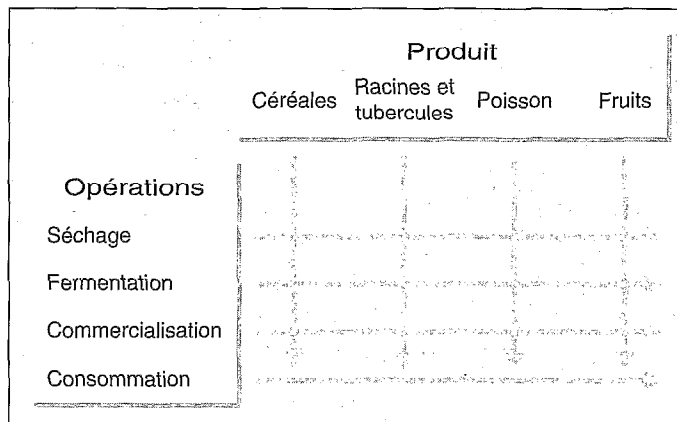 Produit
Céréales
Racines et
tubercules
Poisson
Fruits
Opérations
Séchage
Fermentation
Commercialisation
Consommation